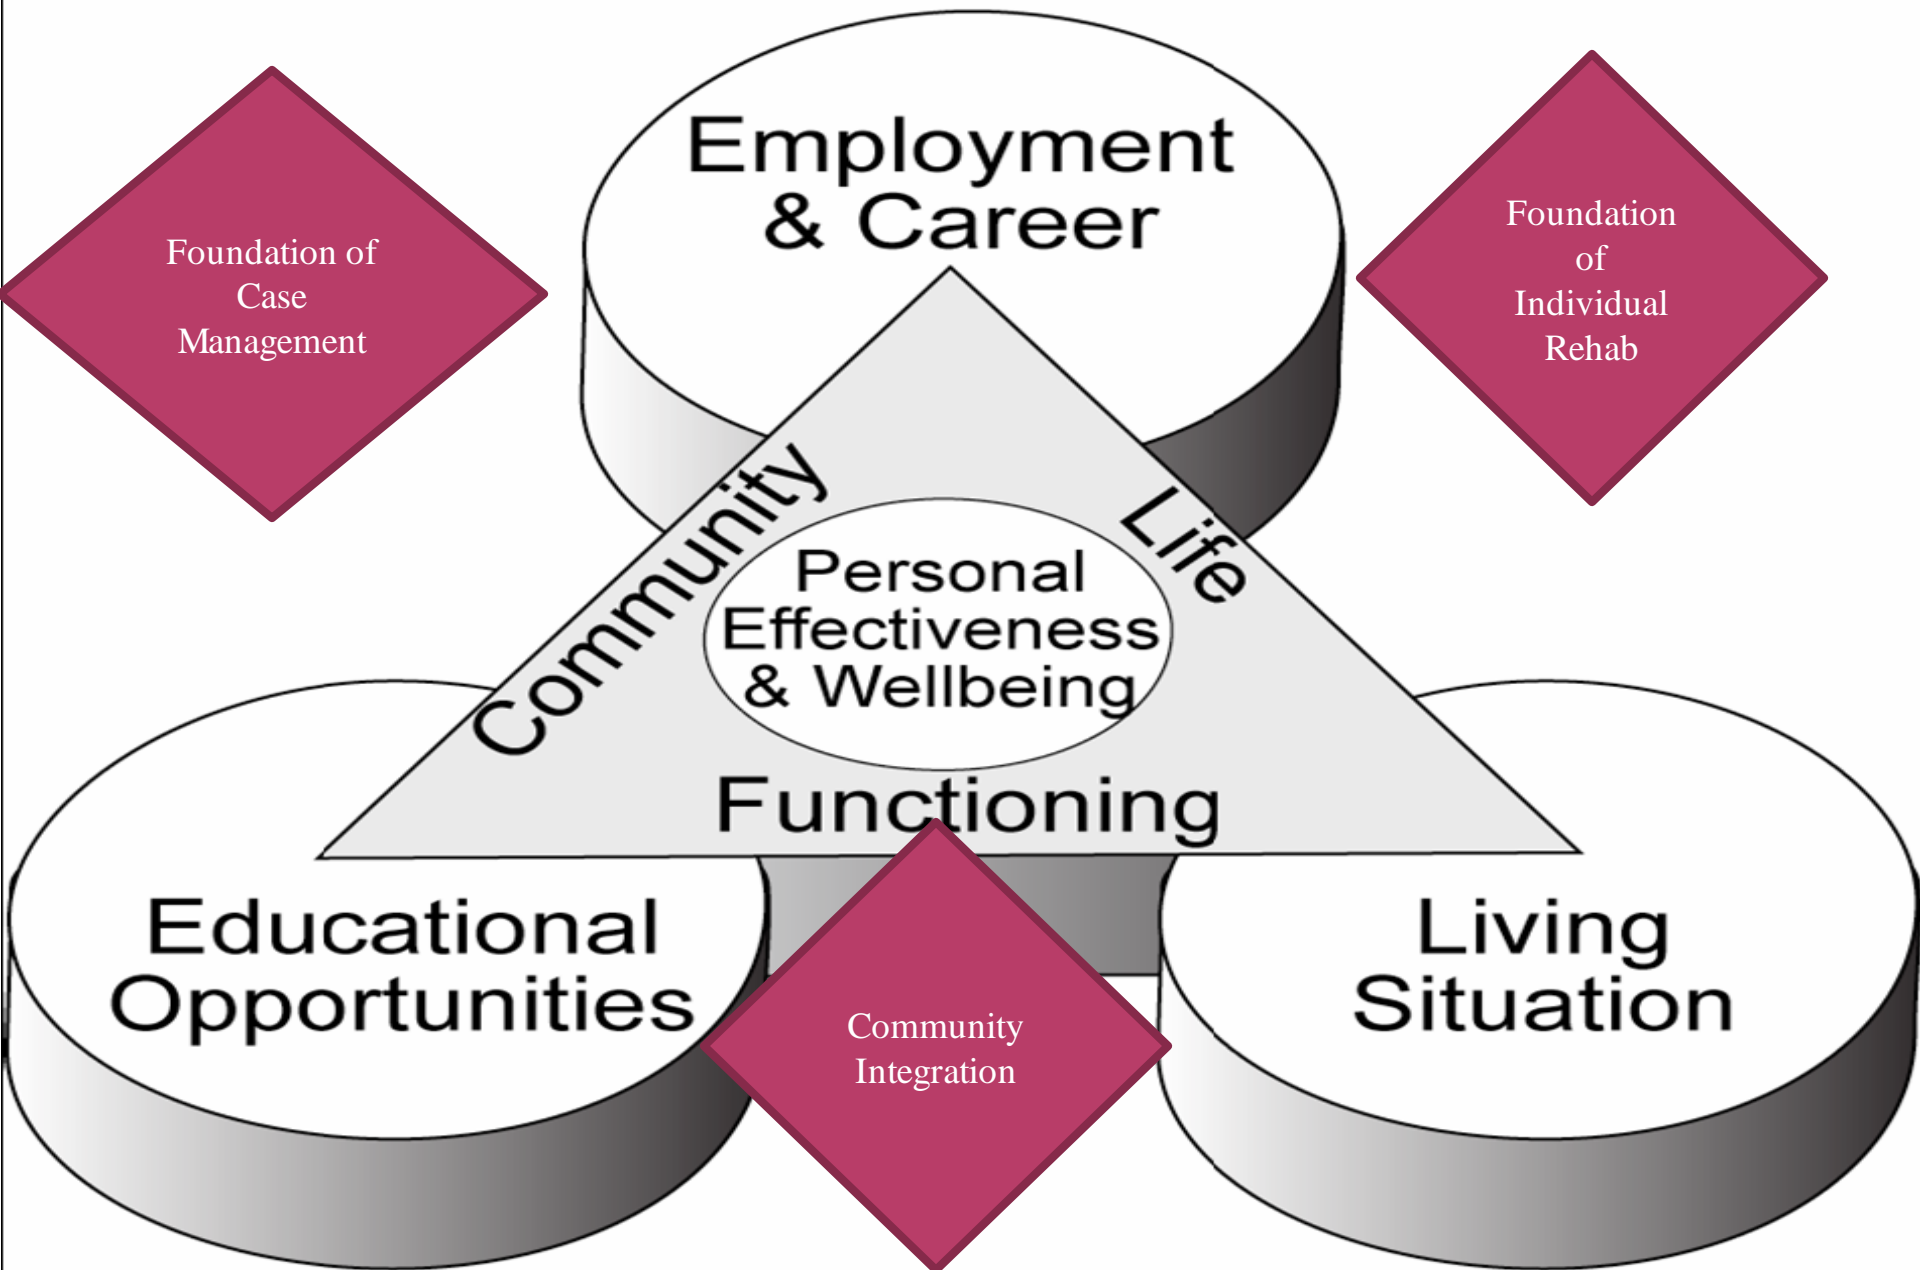 Employment
& Career
Foundation of
Case
Management
Foundation
of
Individual
Rehab
Community
Life
Personal
Effectiveness
& Wellbeing
Functioning
Educational
Opportunities
Living
Situation
Community
Integration